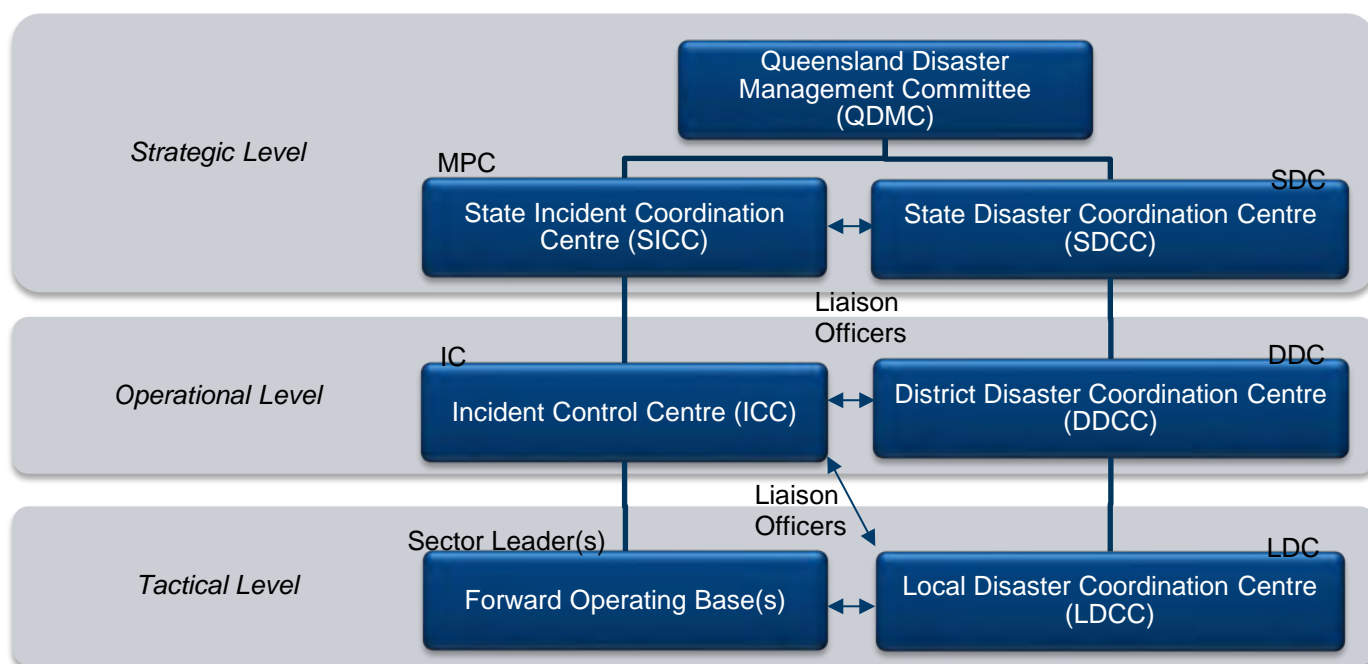 Queensland Disaster
Management Committee
(QDMC)
Strategic Level
MPC
SDC
State Incident Coordination
Centre (SICC)
State Disaster Coordination Centre
(SDCC)
Liaison
Officers
IC
DDC
Operational Level
Incident Control Centre (ICC)
District Disaster Coordination Centre
(DDCC)
Liaison
Officers
Sector Leader(s)
LDC
Tactical Level
Forward Operating Base(s)
Local Disaster Coordination Centre
(LDCC)